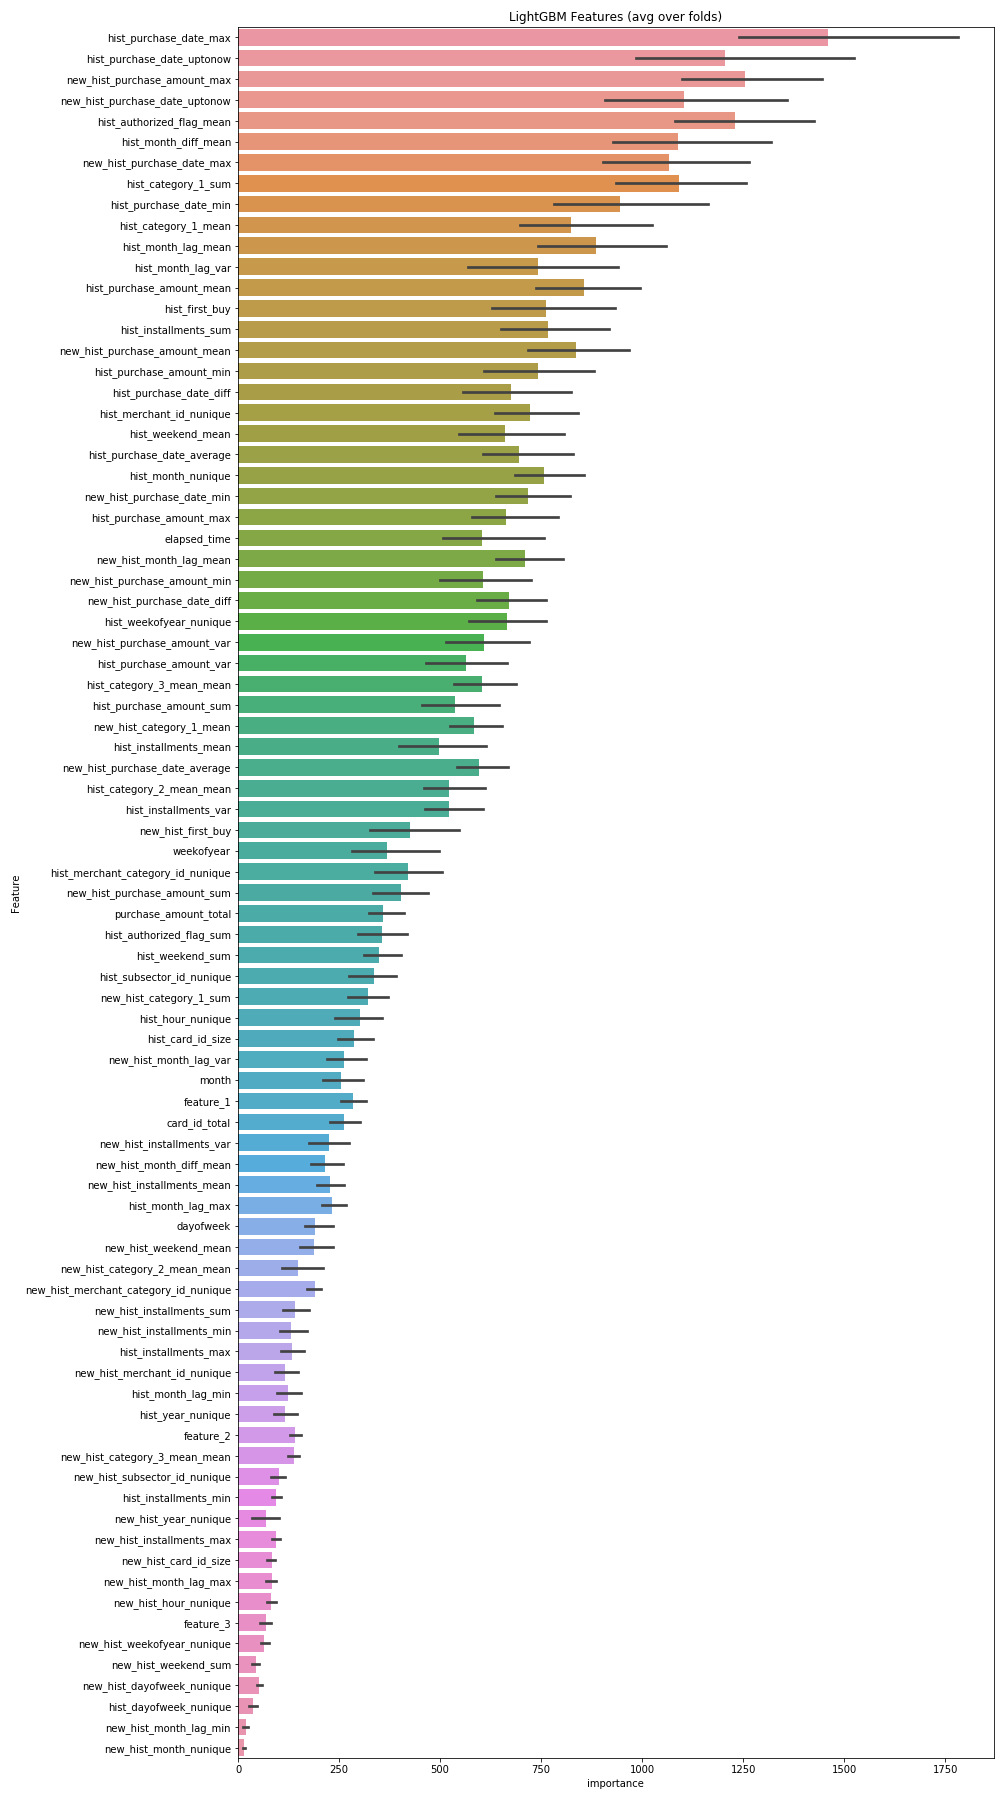 LightGBM Features (avg over folds)
hist_purchase_date_max
hist_purchase_date_uptonow
new_hist_purchase_amount_max
new_hist_purchase_date_uptonow
hist_authorized_flag_mean
hist_month_diff_mean
new_hist_purchase_date_max
hist_category_1_sum
hist_purchase_date_min
hist_category_1_mean
hist_month_lag_mean
hist_month_lag_var
hist_purchase_amount_mean
hist_first_buy
hist_installments_sum
new_hist_purchase_amount_mean
hist_purchase_amount_min
hist_purchase_date_diff
hist_merchant_id_nunique
hist_weekend_mean
hist_purchase_date_average
hist_month_nunique
new_hist_purchase_date_min
hist_purchase_amount_max
elapsed_time
new_hist_month_lag_mean
new_hist_purchase_amount_min
new_hist_purchase_date_diff
hist_weekofyear_nunique
new_hist_purchase_amount_var
hist_purchase_amount_var
hist_category_3_mean_mean
hist_purchase_amount_sum
new_hist_category_1_mean
hist_installments_mean
new_hist_purchase_date_average
hist_category_2_mean_mean
hist_installments_var
new_hist_first_buy
weekofyear
hist_merchant_category_id_nunique
new_hist_purchase_amount_sum
purchase_amount_total
hist_authorized_flag_sum
hist_weekend_sum
hist_subsector_id_nunique
new_hist_category_1_sum
hist_hour_nunique
hist_card_id_size
new_hist_month_lag_var
month
feature_1
card_id_total
new_hist_installments_var
new_hist_month_diff_mean
new_hist_installments_mean
hist_month_lag_max
dayofweek
new_hist_weekend_mean
new_hist_category_2_mean_mean
new_hist_merchant_category_id_nunique
new_hist_installments_sum
new_hist_installments_min
hist_installments_max
new_hist_merchant_id_nunique
hist_month_lag_min
hist_year_nunique
feature_2
new_hist_category_3_mean_mean
new_hist_subsector_id_nunique
hist_installments_min
new_hist_year_nunique
new_hist_installments_max
new_hist_card_id_size
new_hist_month_lag_max
new_hist_hour_nunique
feature_3
new_hist_weekofyear_nunique
new_hist_weekend_sum
new_hist_dayofweek_nunique
hist_dayofweek_nunique
new_hist_month_lag_min
new_hist_month_nunique
Feature
0 250 500 750 1000 1250 1500 1750
importance